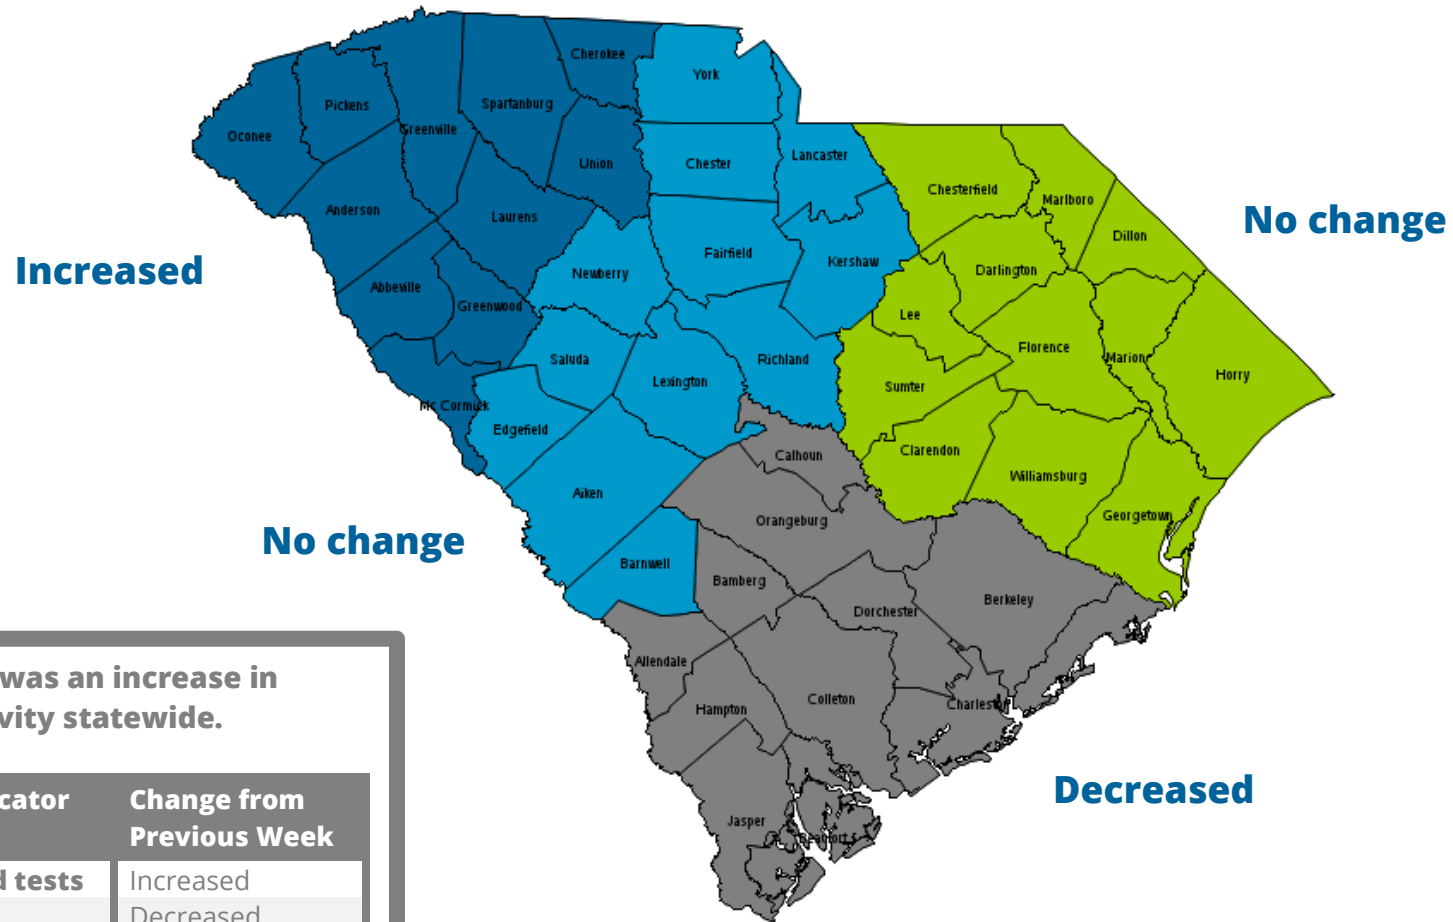 Cherokee
York
Pickens
Spartanburg
Greenville
Oconee
Union
Chester
Lancaster
Chesterfield
Marlboro
Anderson
Laurens
No change
Dillon
Fairfield
Kershaw
Increased
Newberry
Darlington
Abbeville
Greenwood
Lee
Florence
Marion
Saluda
Richland
Horry
Lexington
Sumter
Mc Cormick
Edgefield
Calhoun
Clarendon
Williamsburg
Aiken
Georgetown
Orangeburg
No change
Barnwell
Bamberg
Berkeley
Dorchester
Allendale
was an increase in
Colleton
Charleston
Hampton
vity statewide.
Decreased
cator
Change from
Previous Week
Jasper
Beaufort
d tests
Increased
Decreased